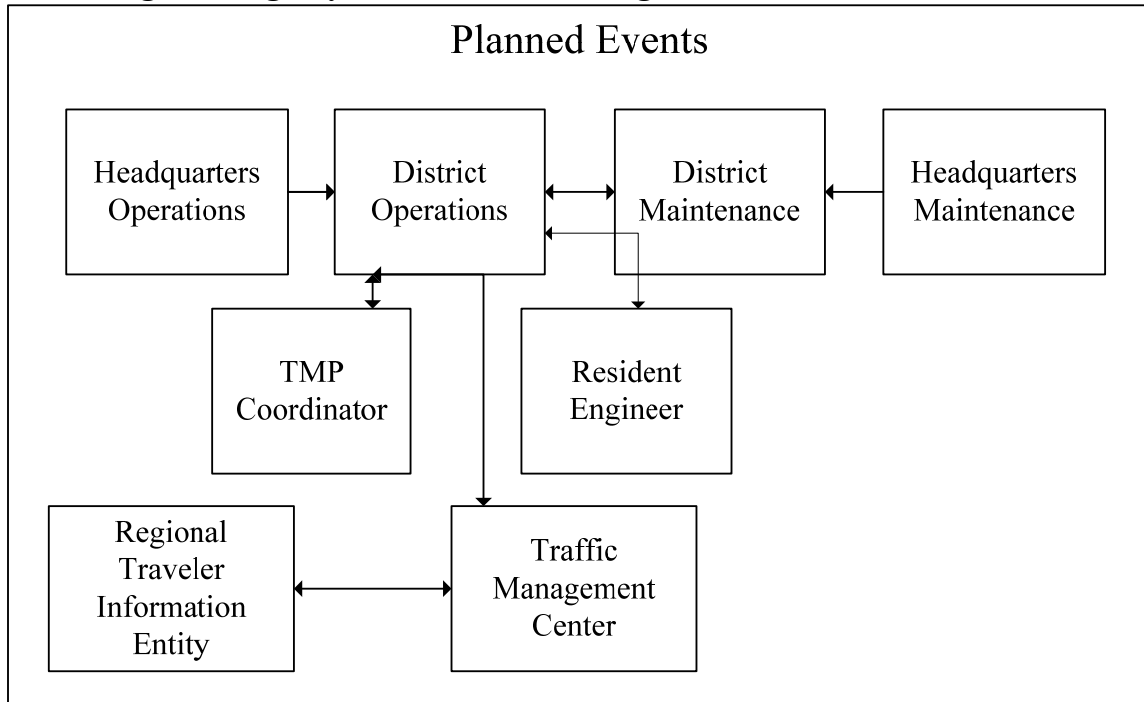 Planned Events
Headquarters
Operations
District
Operations
District
Maintenance
Headquarters
Maintenance
TMP
Coordinator
Resident
Engineer
Regional
Traveler
Information
Entity
Traffic
Management
Center